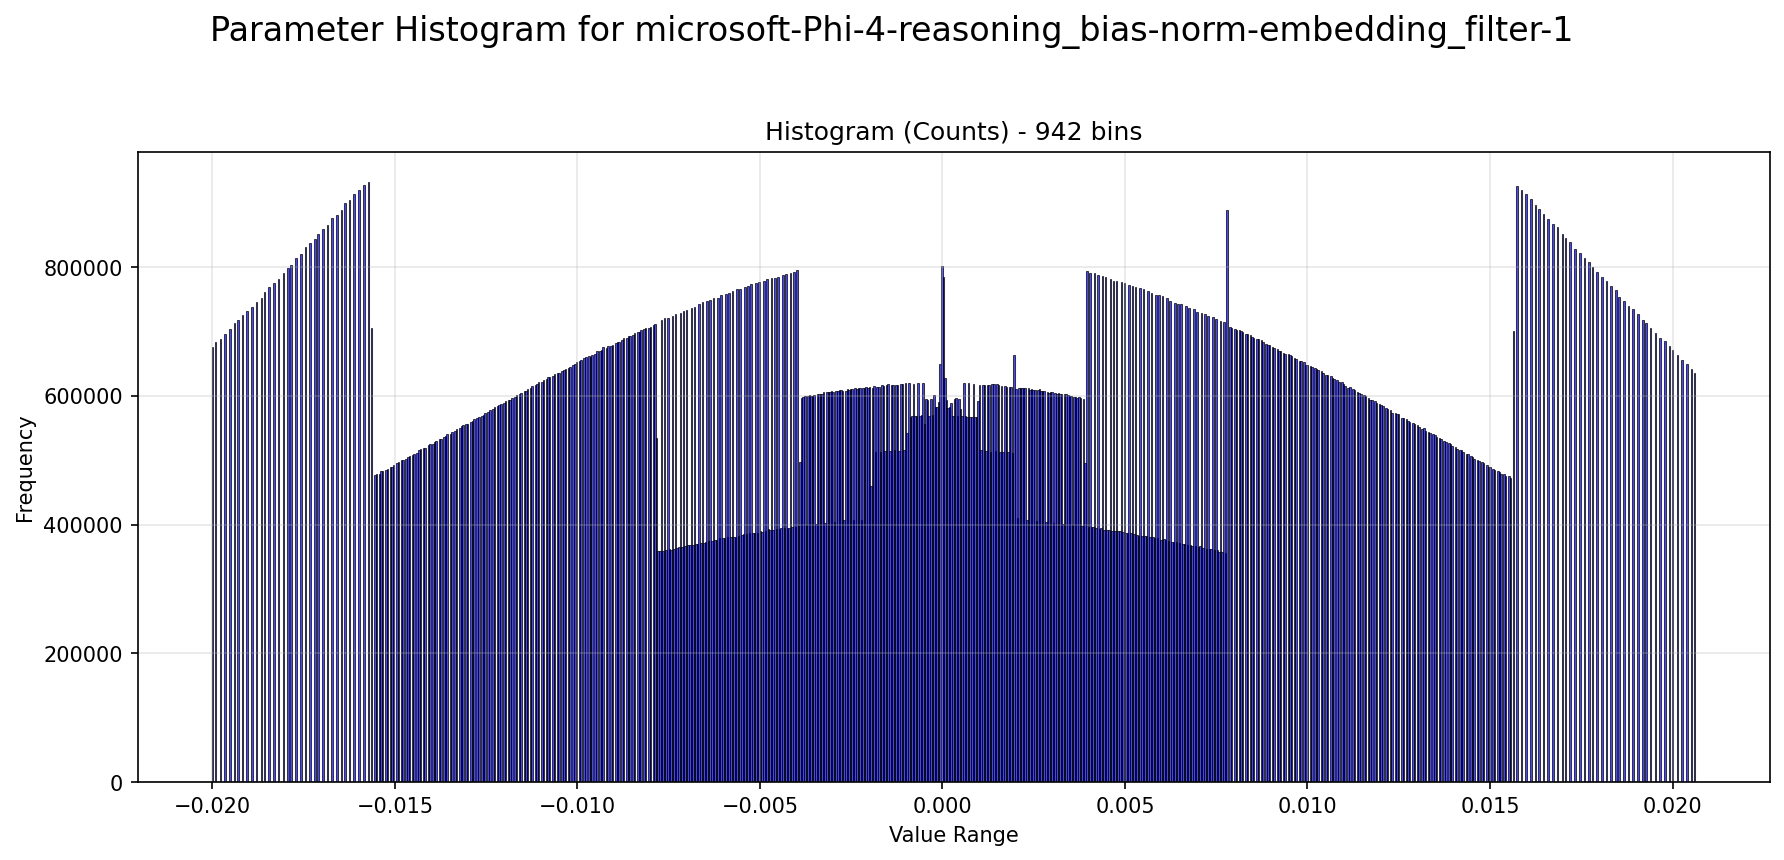 Parameter Histogram for microsoft-Phi-4-reasoning_bias-norm-embedding_filter-1
Histogram (Counts) - 942 bins
Frequency
800000
600000
400000
200000
0
−0.020 −0.015 −0.010 −0.005 0.000 0.005 0.010 0.015 0.020
Value Range